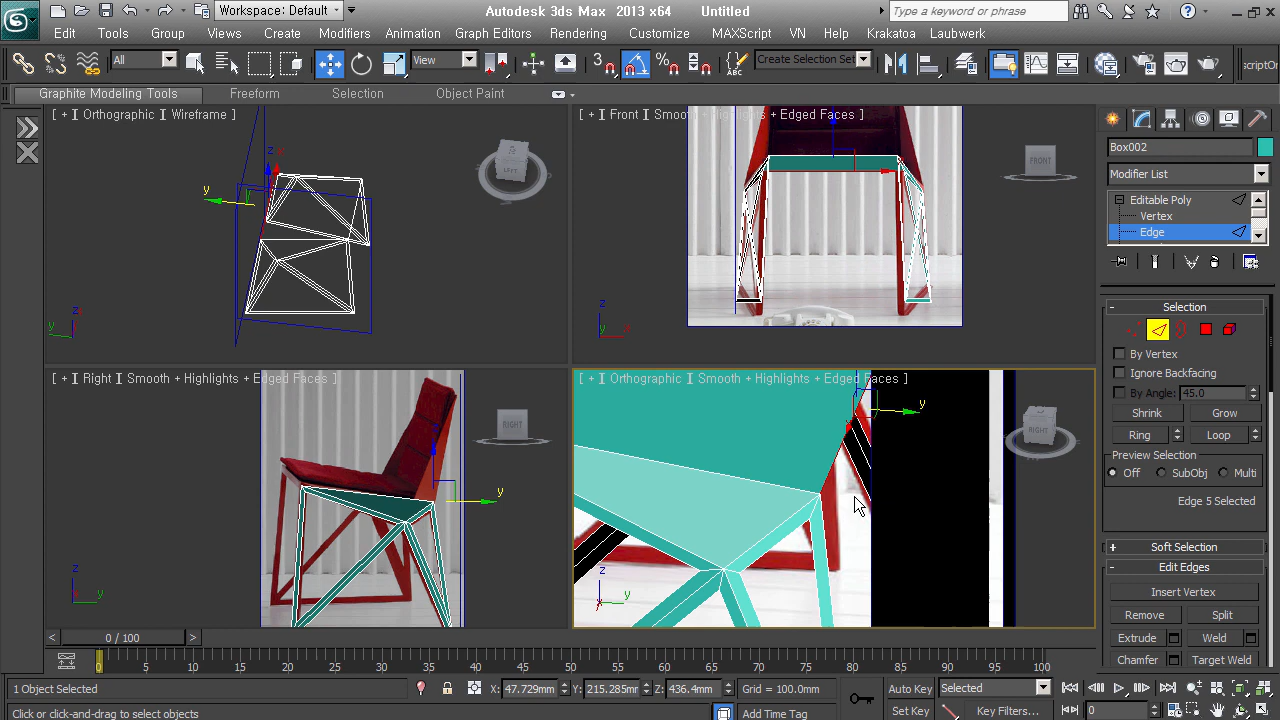 Workspace: Default
Autodesk 3ds Max 2013 x64 Untitled
Type a keyword or phrase
Edit Tools Group Views Create Modifiers Animation Graph Editors Rendering Customize MAXScript VN Help Krakatoa Laubwerk
All
View
3
Create Selection Set
Graphite Modeling Tools Freeform Selection Object Paint
[ + ] Orthographic ] Wireframe ]
[ + ] Front ] Smooth + Highlights + Edged Faces ]
LEFT
FRONT
[ + ] Right ] Smooth + Highlights + Edged Faces ]
[ + ] Orthographic ] Smooth + Highlights + Edged Faces ]
RIGHT
RIGHT
Box002
Modifier List
Editable Poly
Vertex
Edge
Selection
By Vertex
Ignore Backfacing
By Angle: 45.0
Shrink Grow
Ring Loop
Preview Selection
Off SubObj Multi
Edge 5 Selected
Soft Selection
Edit Edges
Insert Vertex
Remove Split
Extrude Weld
Chamfer Target Weld
< 0 / 100 >
0 5 10 15 20 25 30 35 40 45 50 55 60 65 70 75 80 85 90 95 100
1 Object Selected
X: 47.729mm Y: 215.285mm Z: 436.4mm Grid = 100.0mm
Auto Key Selected
Click or click-and-drag to select objects
Add Time Tag
Set Key Key Filters...
0